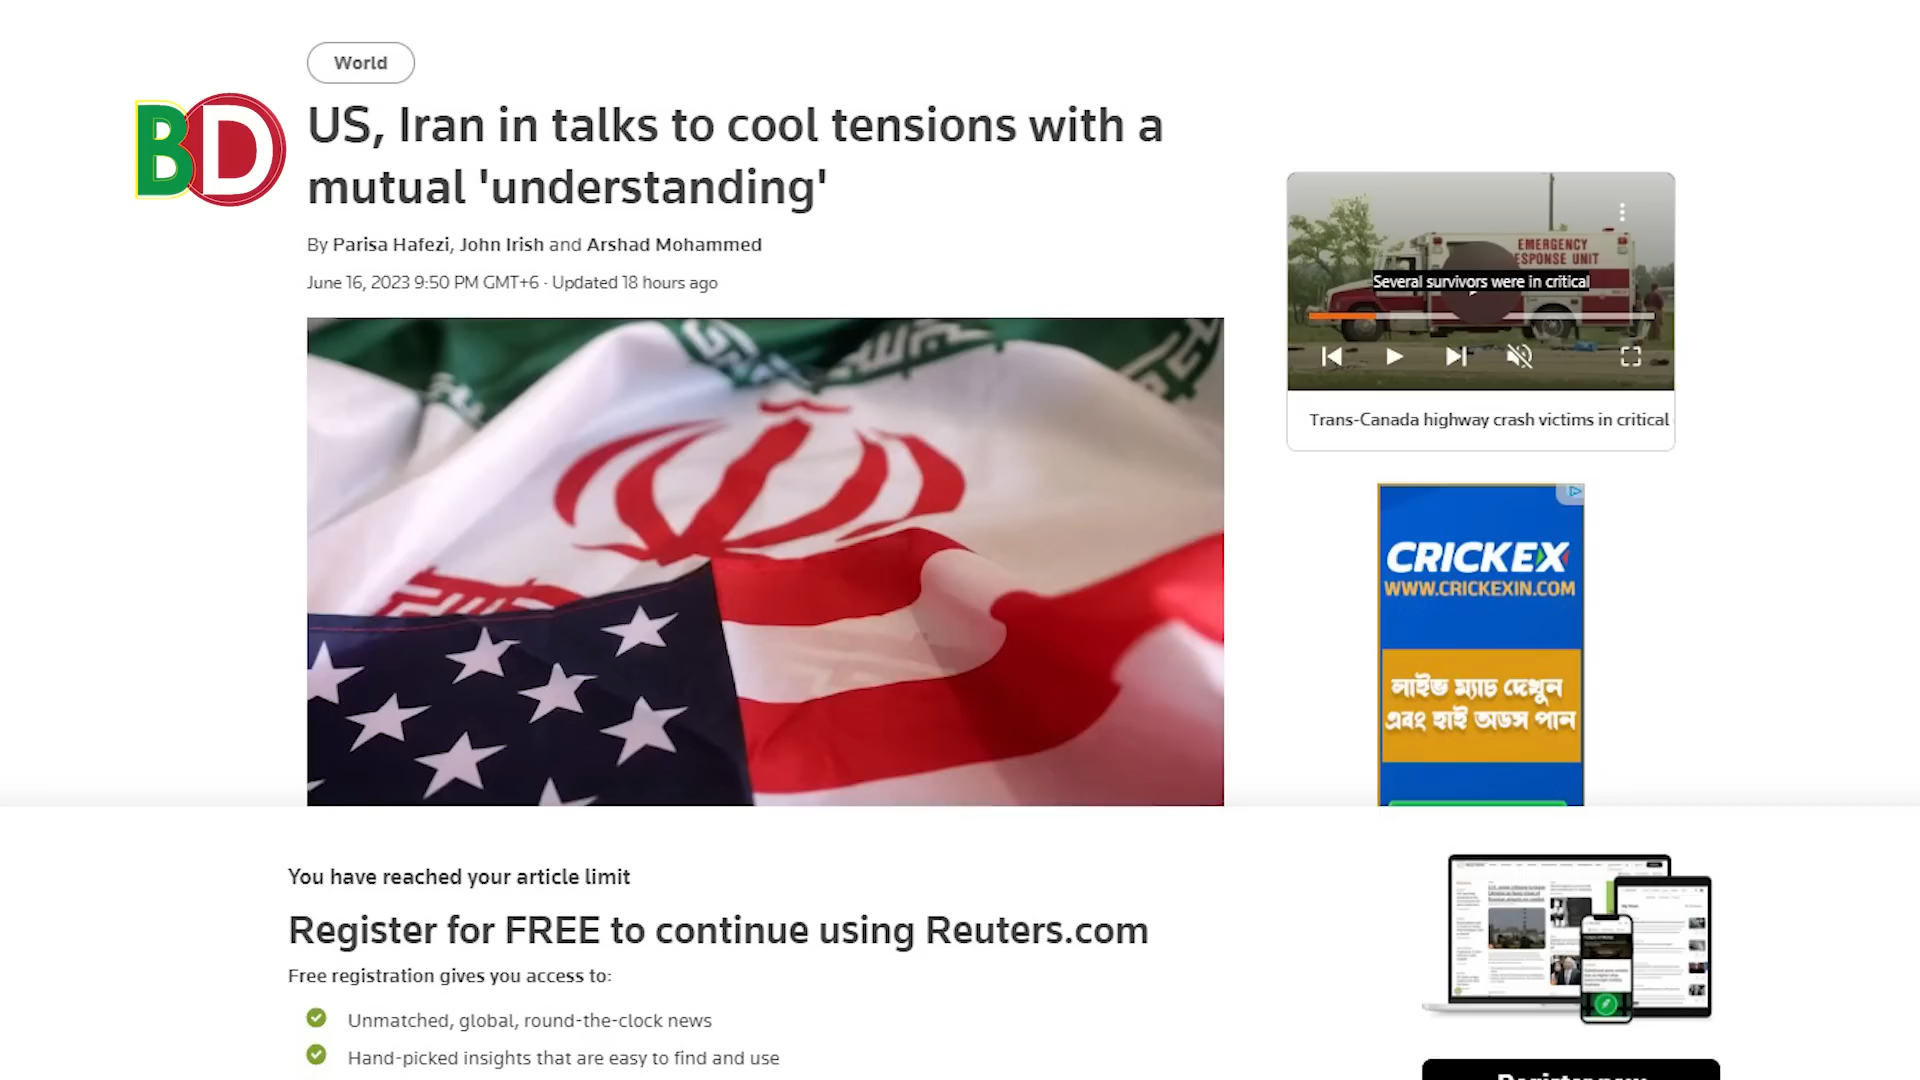 World
BD
US, Iran in talks to cool tensions with a
mutual 'understanding'
By Parisa Hafezi, John Irish and Arshad Mohammed
June 16, 2023 9:50 PM GMT+6 · Updated 18 hours ago
EMERGENCY
RESPONSE UNIT
Several survivors were in critical
Trans-Canada highway crash victims in critical
CRICKEX
WWW.CRICKEXIN.COM
লাইভ ম্যাচ দেখুন
এবং হাই অডস পান
You have reached your article limit
Register for FREE to continue using Reuters.com
Free registration gives you access to:
Unmatched, global, round-the-clock news
Hand-picked insights that are easy to find and use